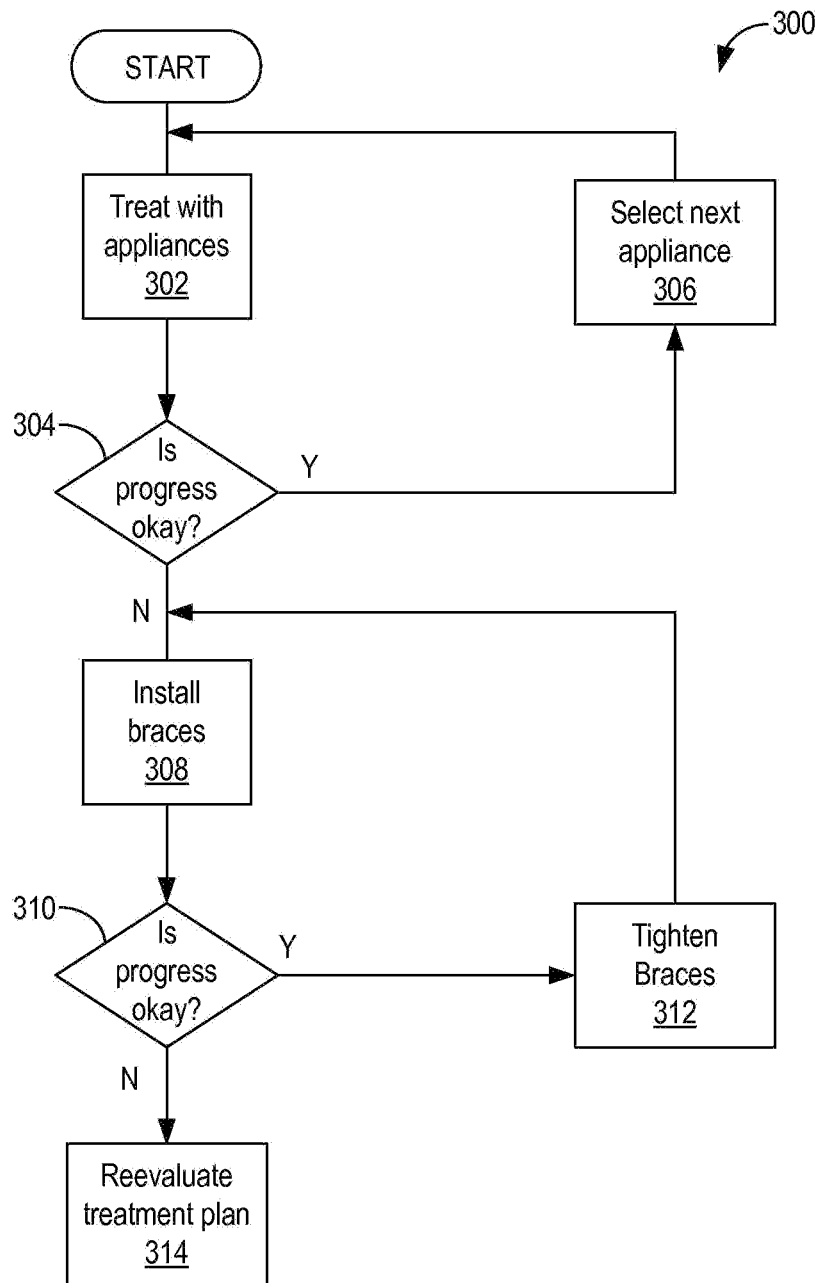 300
START
Treat with
appliances
302
Select next
appliance
306
304
Is
progress
okay?
Y
N
Install
braces
308
310
Is
progress
okay?
Y
Tighten
Braces
312
N
Reevaluate
treatment plan
314